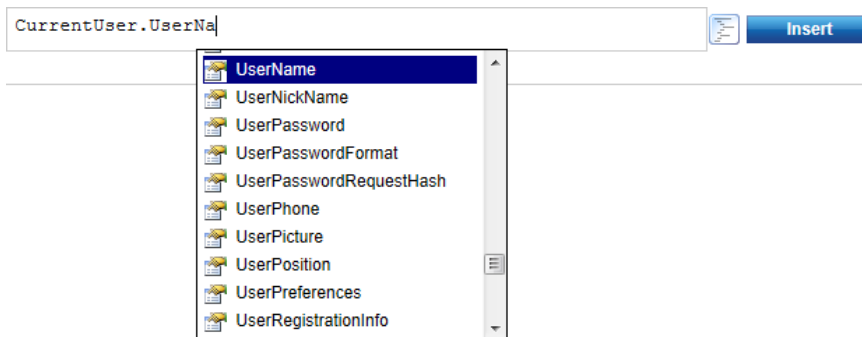 CurrentUser.UserNa
Insert
UserName
UserNickName
UserPassword
UserPasswordFormat
UserPasswordRequestHash
UserPhone
UserPicture
UserPosition
UserPreferences
UserRegistrationInfo